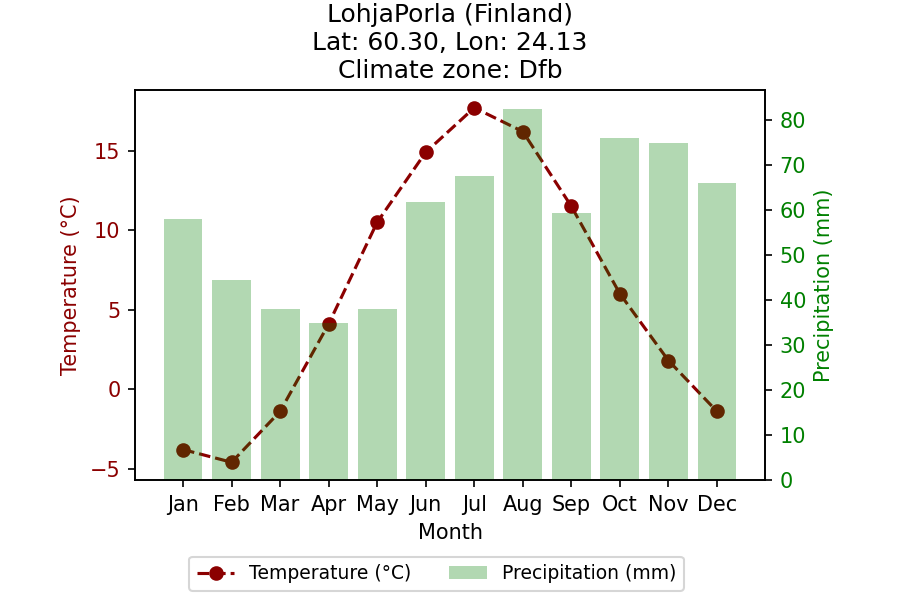 LohjaPorla (Finland)
Lat: 60.30, Lon: 24.13
Climate zone: Dfb
Temperature (°C)
15
10
5
0
−5
80
70
60
50
40
30
20
10
0
Precipitation (mm)
Jan Feb Mar Apr May Jun Jul Aug Sep Oct Nov Dec
Month
Temperature (°C) Precipitation (mm)